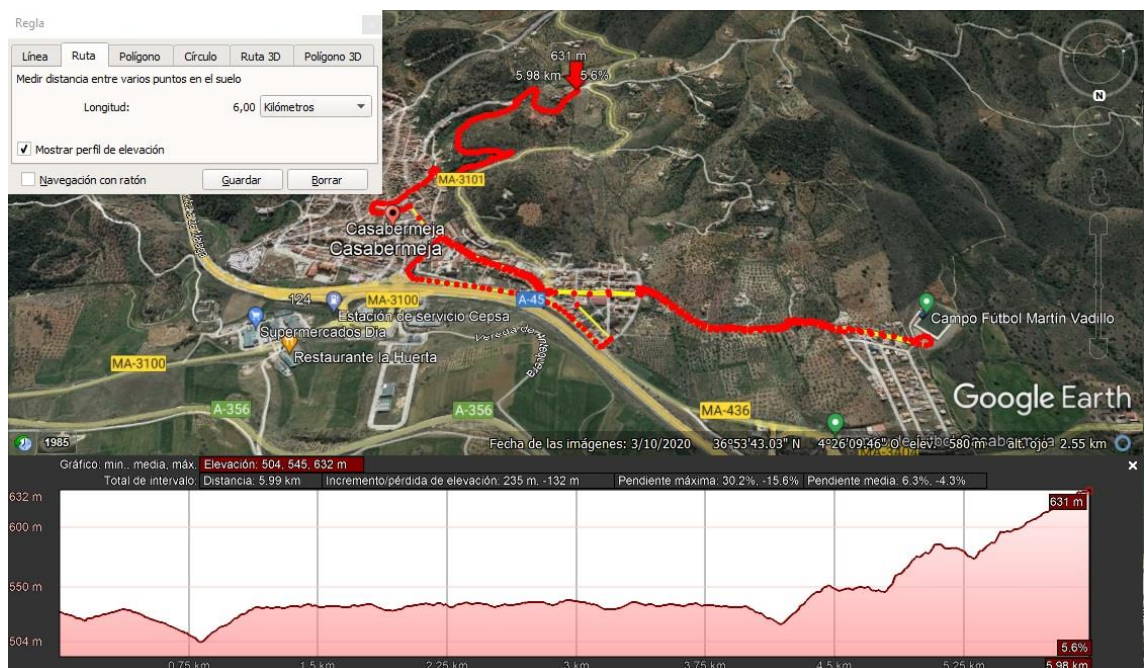 Regla
Línea Ruta Polígono Círculo Ruta 3D Polígono 3D
Medir distancia entre varios puntos en el suelo
Longitud: 6,00 Kilómetros
Mostrar perfil de elevación
Navegación con ratón Guardar Borrar
631 m
5.98 km 5.6%
N
MA-3101
Casabermeja
Casabermeja
124 MA-3100 A-45
Estación de servicio Cepsa
Supermercados Dia
Restaurante la Huerta
MA-3100
Campo Fútbol Martín Vadillo
A-356
A-356
MA-436
Google Earth
1985
Fecha de las imágenes: 3/10/2020 36°53'43.03" N 4°26'09.46" O elev. 580 m alt. ojo 2.55 km
Gráfico: mín., media, máx. Elevación: 504, 545, 632 m
Total de intervalo: Distancia: 5.99 km Incremento/pérdida de elevación: 235 m, -132 m Pendiente máxima: 30.2%, -15.6% Pendiente media: 6.3%, -4.3%
632 m
631 m
600 m
550 m
504 m
5.6%
0.75 km 1.5 km 2.25 km 3 km 3.75 km 4.5 km 5.25 km 5.98 km